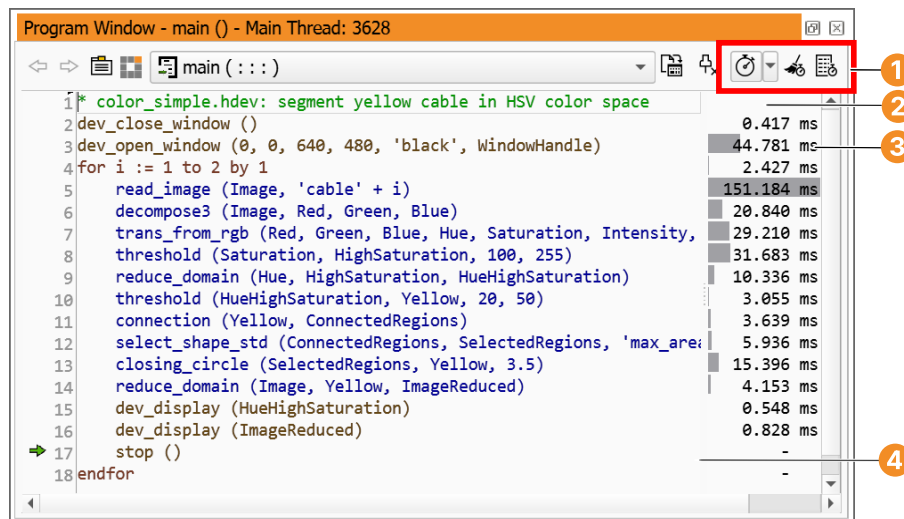 Program Window - main () - Main Thread: 3628
main ( : : : )
1
1 * color_simple.hdev: segment yellow cable in HSV color space
2
2 dev_close_window () 0.417 ms
3 dev_open_window (0, 0, 640, 480, 'black', WindowHandle) 44.781 ms
3
4 for i := 1 to 2 by 1 2.427 ms
5 read_image (Image, 'cable' + i) 151.184 ms
6 decompose3 (Image, Red, Green, Blue) 20.840 ms
7 trans_from_rgb (Red, Green, Blue, Hue, Saturation, Intensity, 29.210 ms
8 threshold (Saturation, HighSaturation, 100, 255) 31.683 ms
9 reduce_domain (Hue, HighSaturation, HueHighSaturation) 10.336 ms
10 threshold (HueHighSaturation, Yellow, 20, 50) 3.055 ms
11 connection (Yellow, ConnectedRegions) 3.639 ms
12 select_shape_std (ConnectedRegions, SelectedRegions, 'max_area 5.936 ms
13 closing_circle (SelectedRegions, Yellow, 3.5) 15.396 ms
14 reduce_domain (Image, Yellow, ImageReduced) 4.153 ms
15 dev_display (HueHighSaturation) 0.548 ms
16 dev_display (ImageReduced) 0.828 ms
17 stop () -
4
18 endfor -